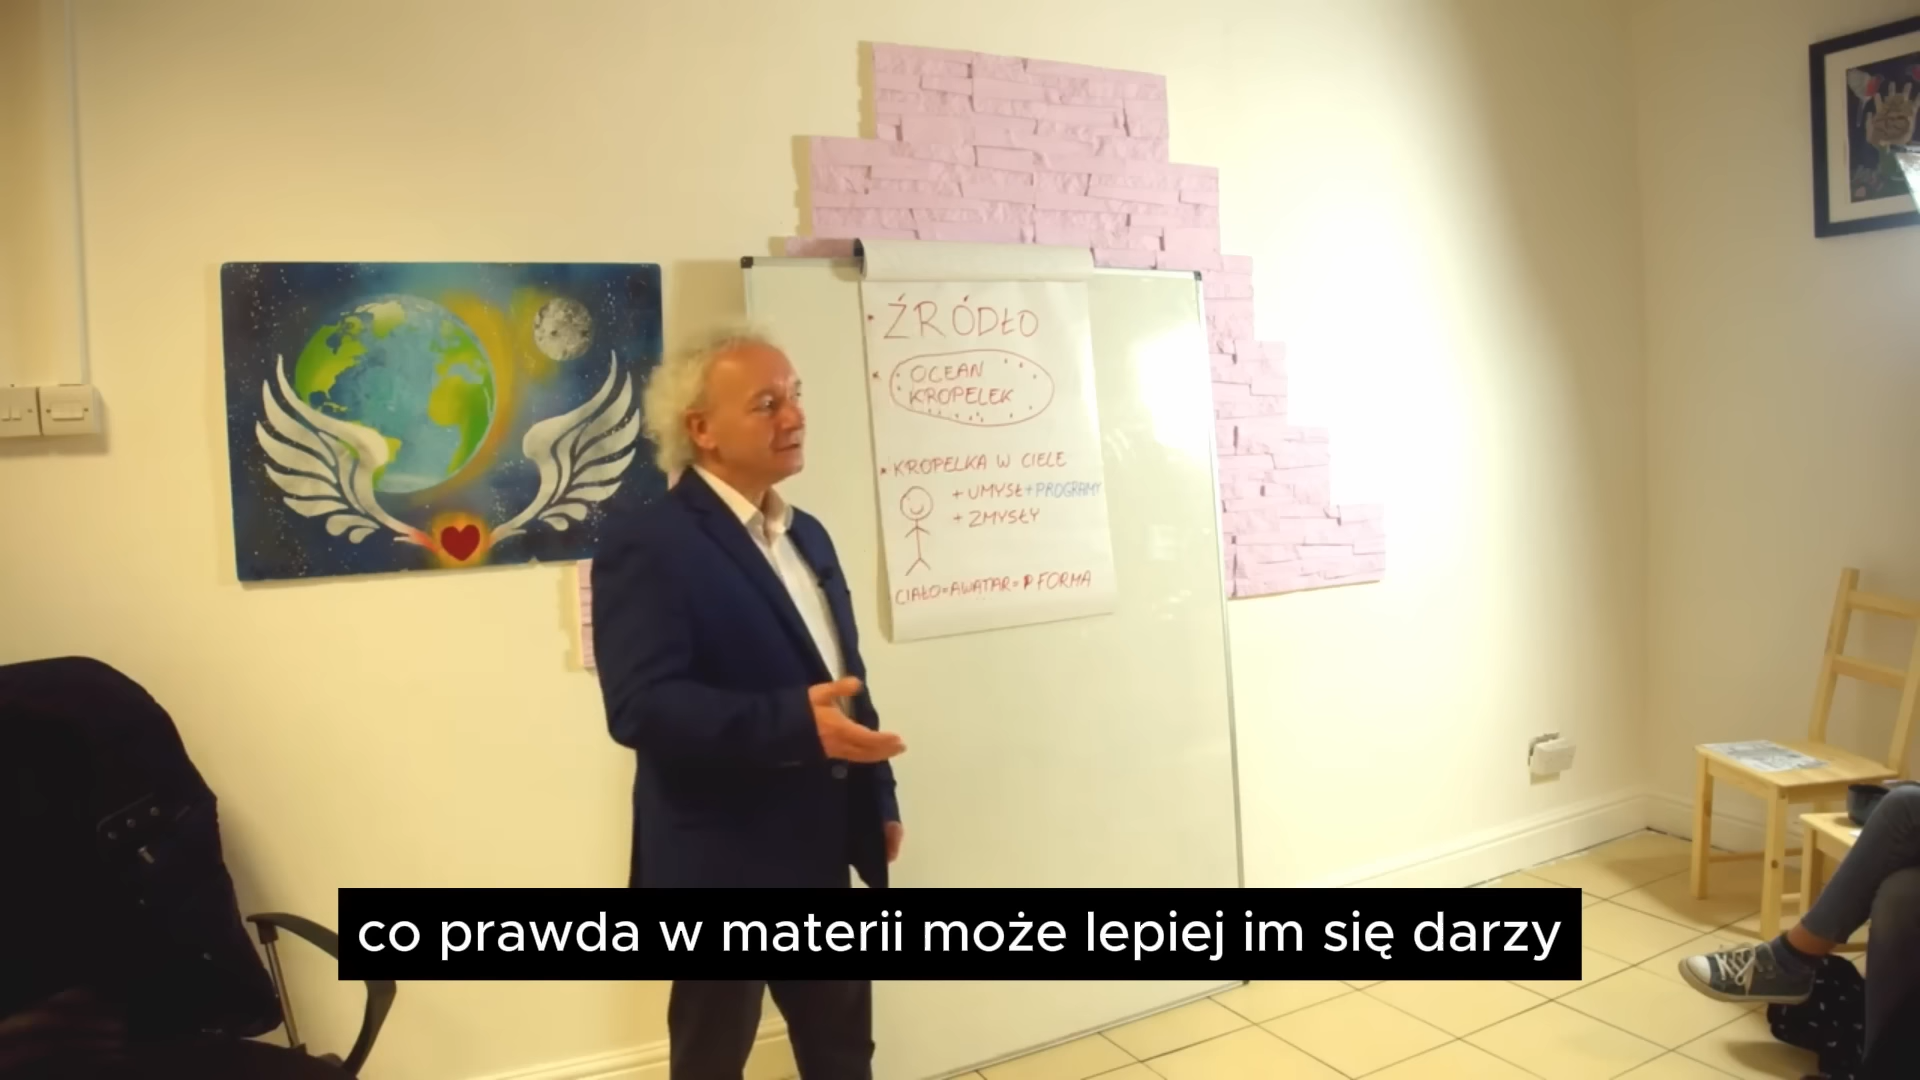 ŹRÓDŁO
OCEAN
KROPELEK
KROPELKA W CIELE
+ UMYSŁ + PROGRAMY
+ ZMYSŁY
CIAŁO = AWATAR = FORMA
co prawda w materii może lepiej im się darzy